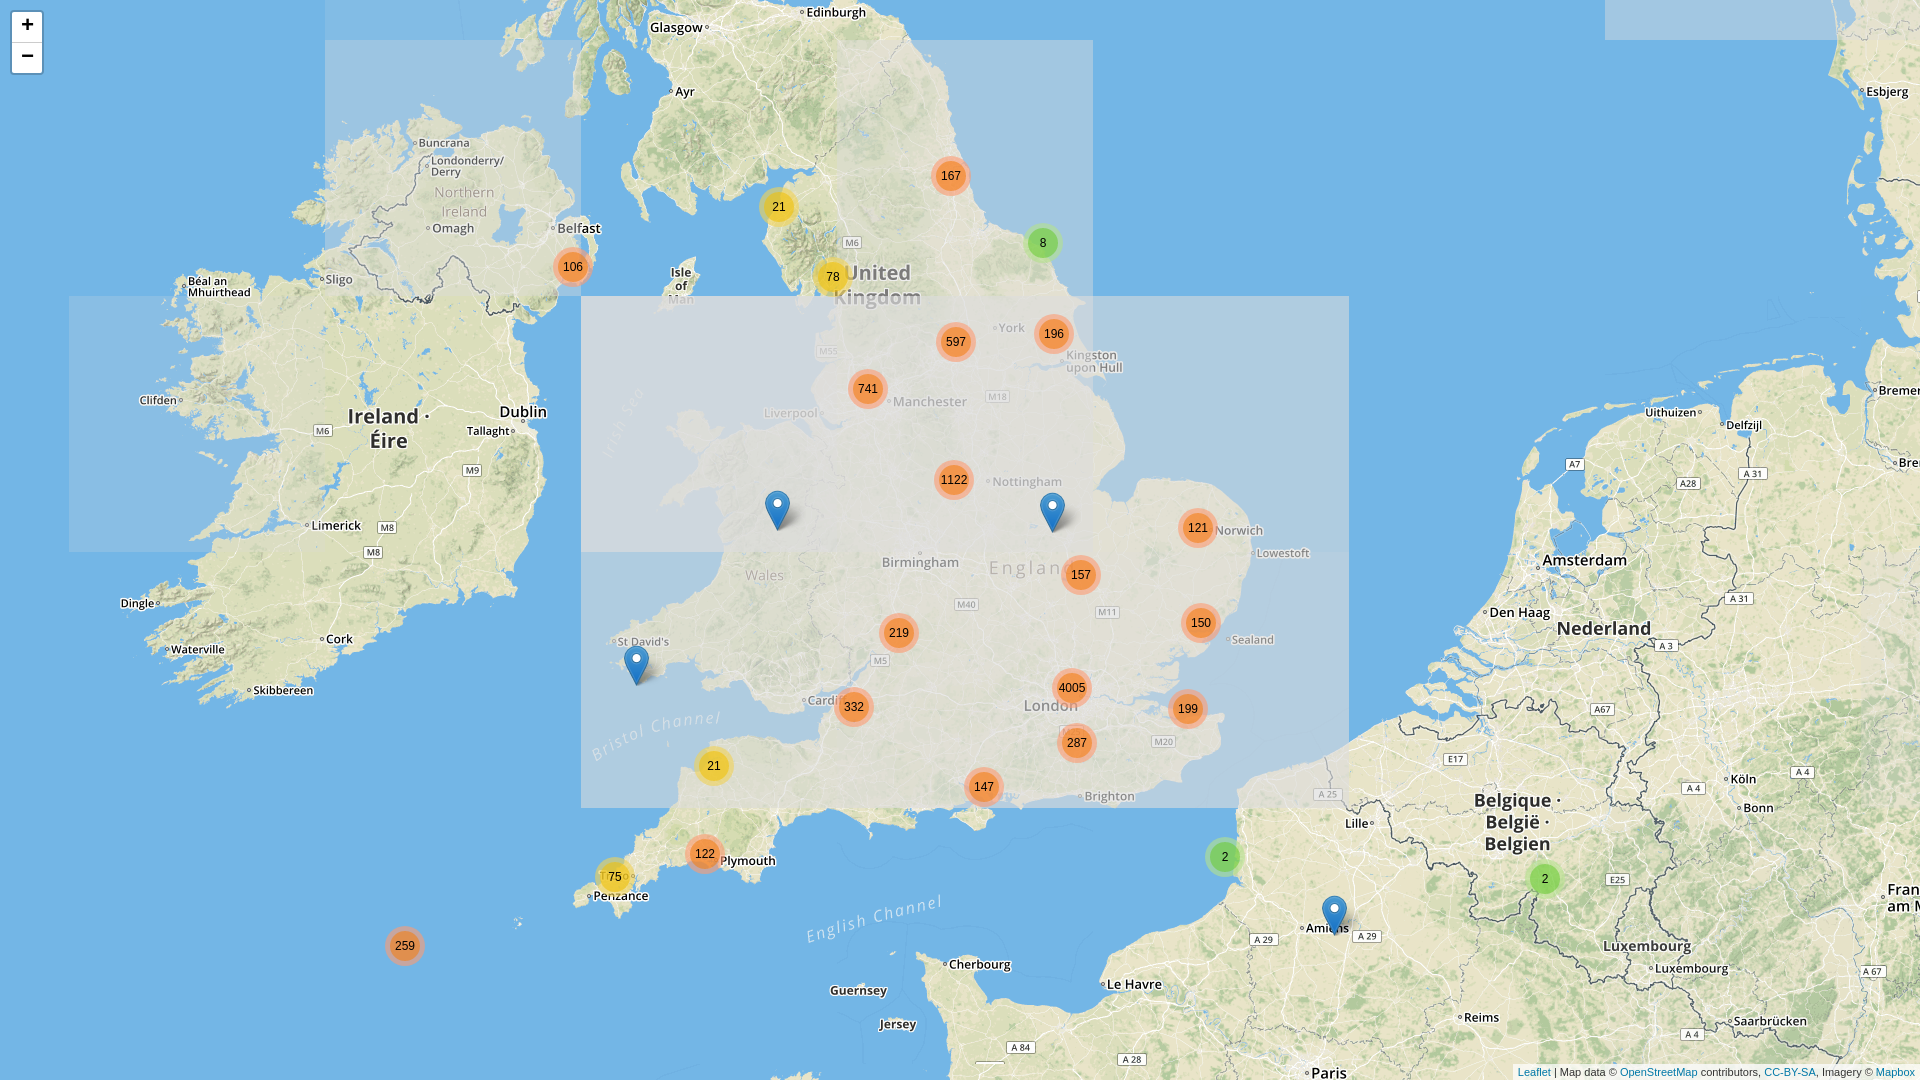 +
−
Glasgow
Edinburgh
Ayr
Esbjerg
Buncrana
Londonderry/
Derry
167
Northern
Ireland
21
Omagh
Belfast
M6
8
106
Isle
of
Man
78
United
Kingdom
Sligo
Béal an
Mhuirthead
York
196
597
M55
Kingston
upon Hull
741
Clifden
Manchester
M18
Bremer
Liverpool
Dublin
Uithuizen
Ireland ·
Éire
M6
Tallaght
Delfzijl
Irish Sea
A7
M9
A 31
Bre
1122
Nottingham
A28
Limerick
M8
121
Norwich
M8
Lowestoft
Birmingham
Amsterdam
Englan
157
Wales
Dingle
M40
M11
A 31
Den Haag
150
219
Nederland
St David's
Sealand
Cork
A 3
Waterville
M5
Skibbereen
4005
Cardi
332
London
199
A67
Bristol Channel
287
M20
E17
21
Köln
A 4
147
Brighton
A 25
A 4
Belgique ·
België ·
Belgien
Bonn
Lille
122
Plymouth
2
75
2
E25
Penzance
Fran
am M
English Channel
Amiens
A 29
A 29
259
Luxembourg
Cherbourg
Luxembourg
A 67
Le Havre
Guernsey
Reims
Jersey
Saarbrücken
A 4
A 84
A 28
Paris
Leaflet | Map data © OpenStreetMap contributors, CC-BY-SA, Imagery © Mapbox